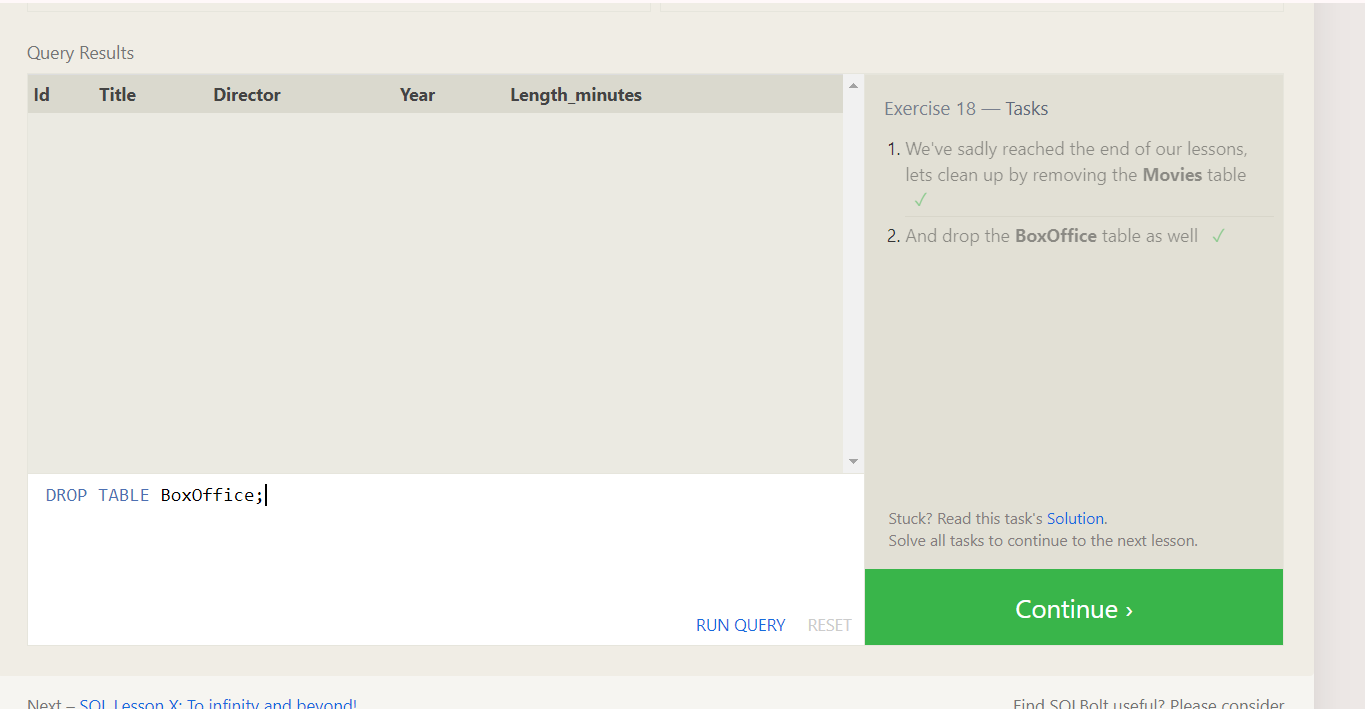 Query Results
Id Title Director Year Length_minutes
Exercise 18 — Tasks
1. We've sadly reached the end of our lessons,
lets clean up by removing the Movies table
✓
2. And drop the BoxOffice table as well ✓
DROP TABLE BoxOffice;
RUN QUERY RESET
Stuck? Read this task's Solution.
Solve all tasks to continue to the next lesson.
Continue ›
Next – SQL Lesson X: To infinity and beyond!
Find SQLBolt useful? Please consider